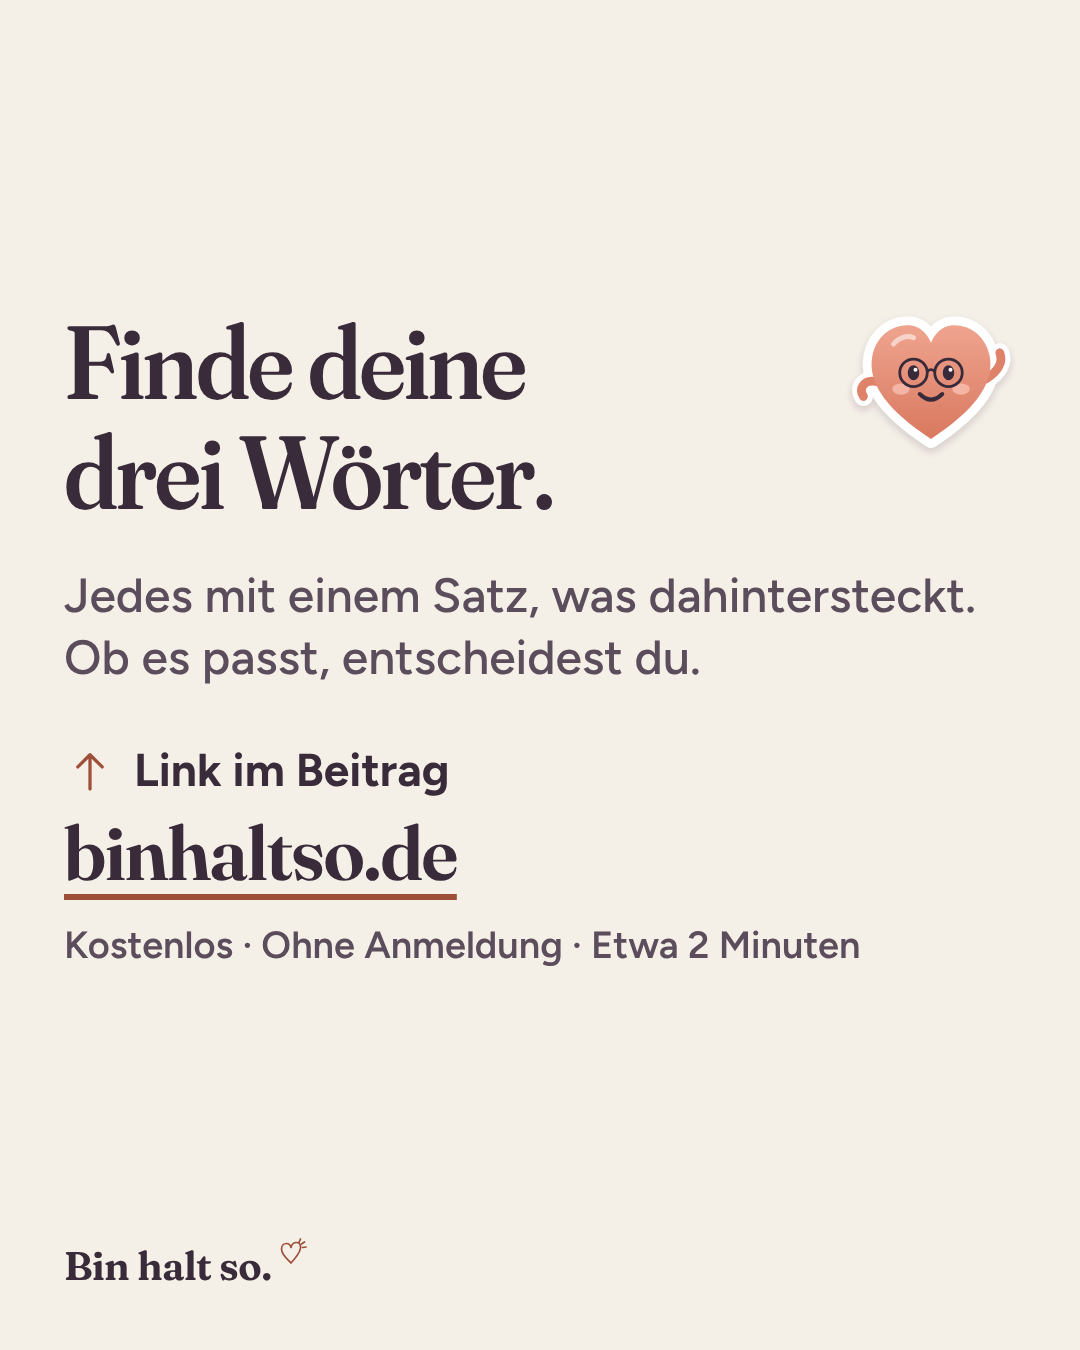 Finde deine
drei Wörter.
Jedes mit einem Satz, was dahintersteckt.
Ob es passt, entscheidest du.
↑ Link im Beitrag
binhaltso.de
Kostenlos · Ohne Anmeldung · Etwa 2 Minuten
Bin halt so.